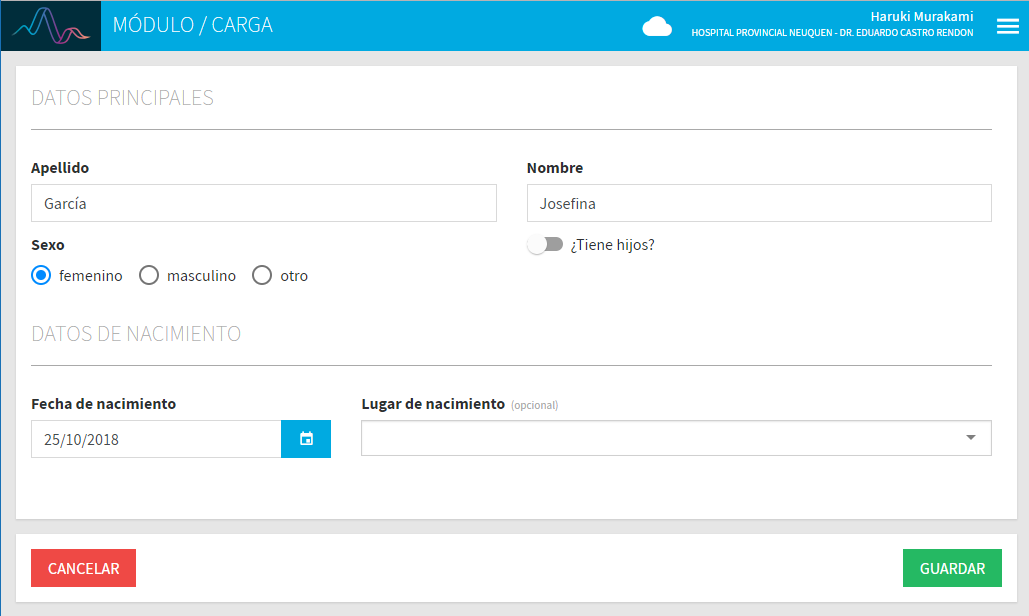 MÓDULO / CARGA
Haruki Murakami
HOSPITAL PROVINCIAL NEUQUEN - DR. EDUARDO CASTRO RENDON
DATOS PRINCIPALES
Apellido
Nombre
García
Josefina
Sexo
¿Tiene hijos?
femenino masculino otro
DATOS DE NACIMIENTO
Fecha de nacimiento
Lugar de nacimiento (opcional)
25/10/2018
CANCELAR
GUARDAR